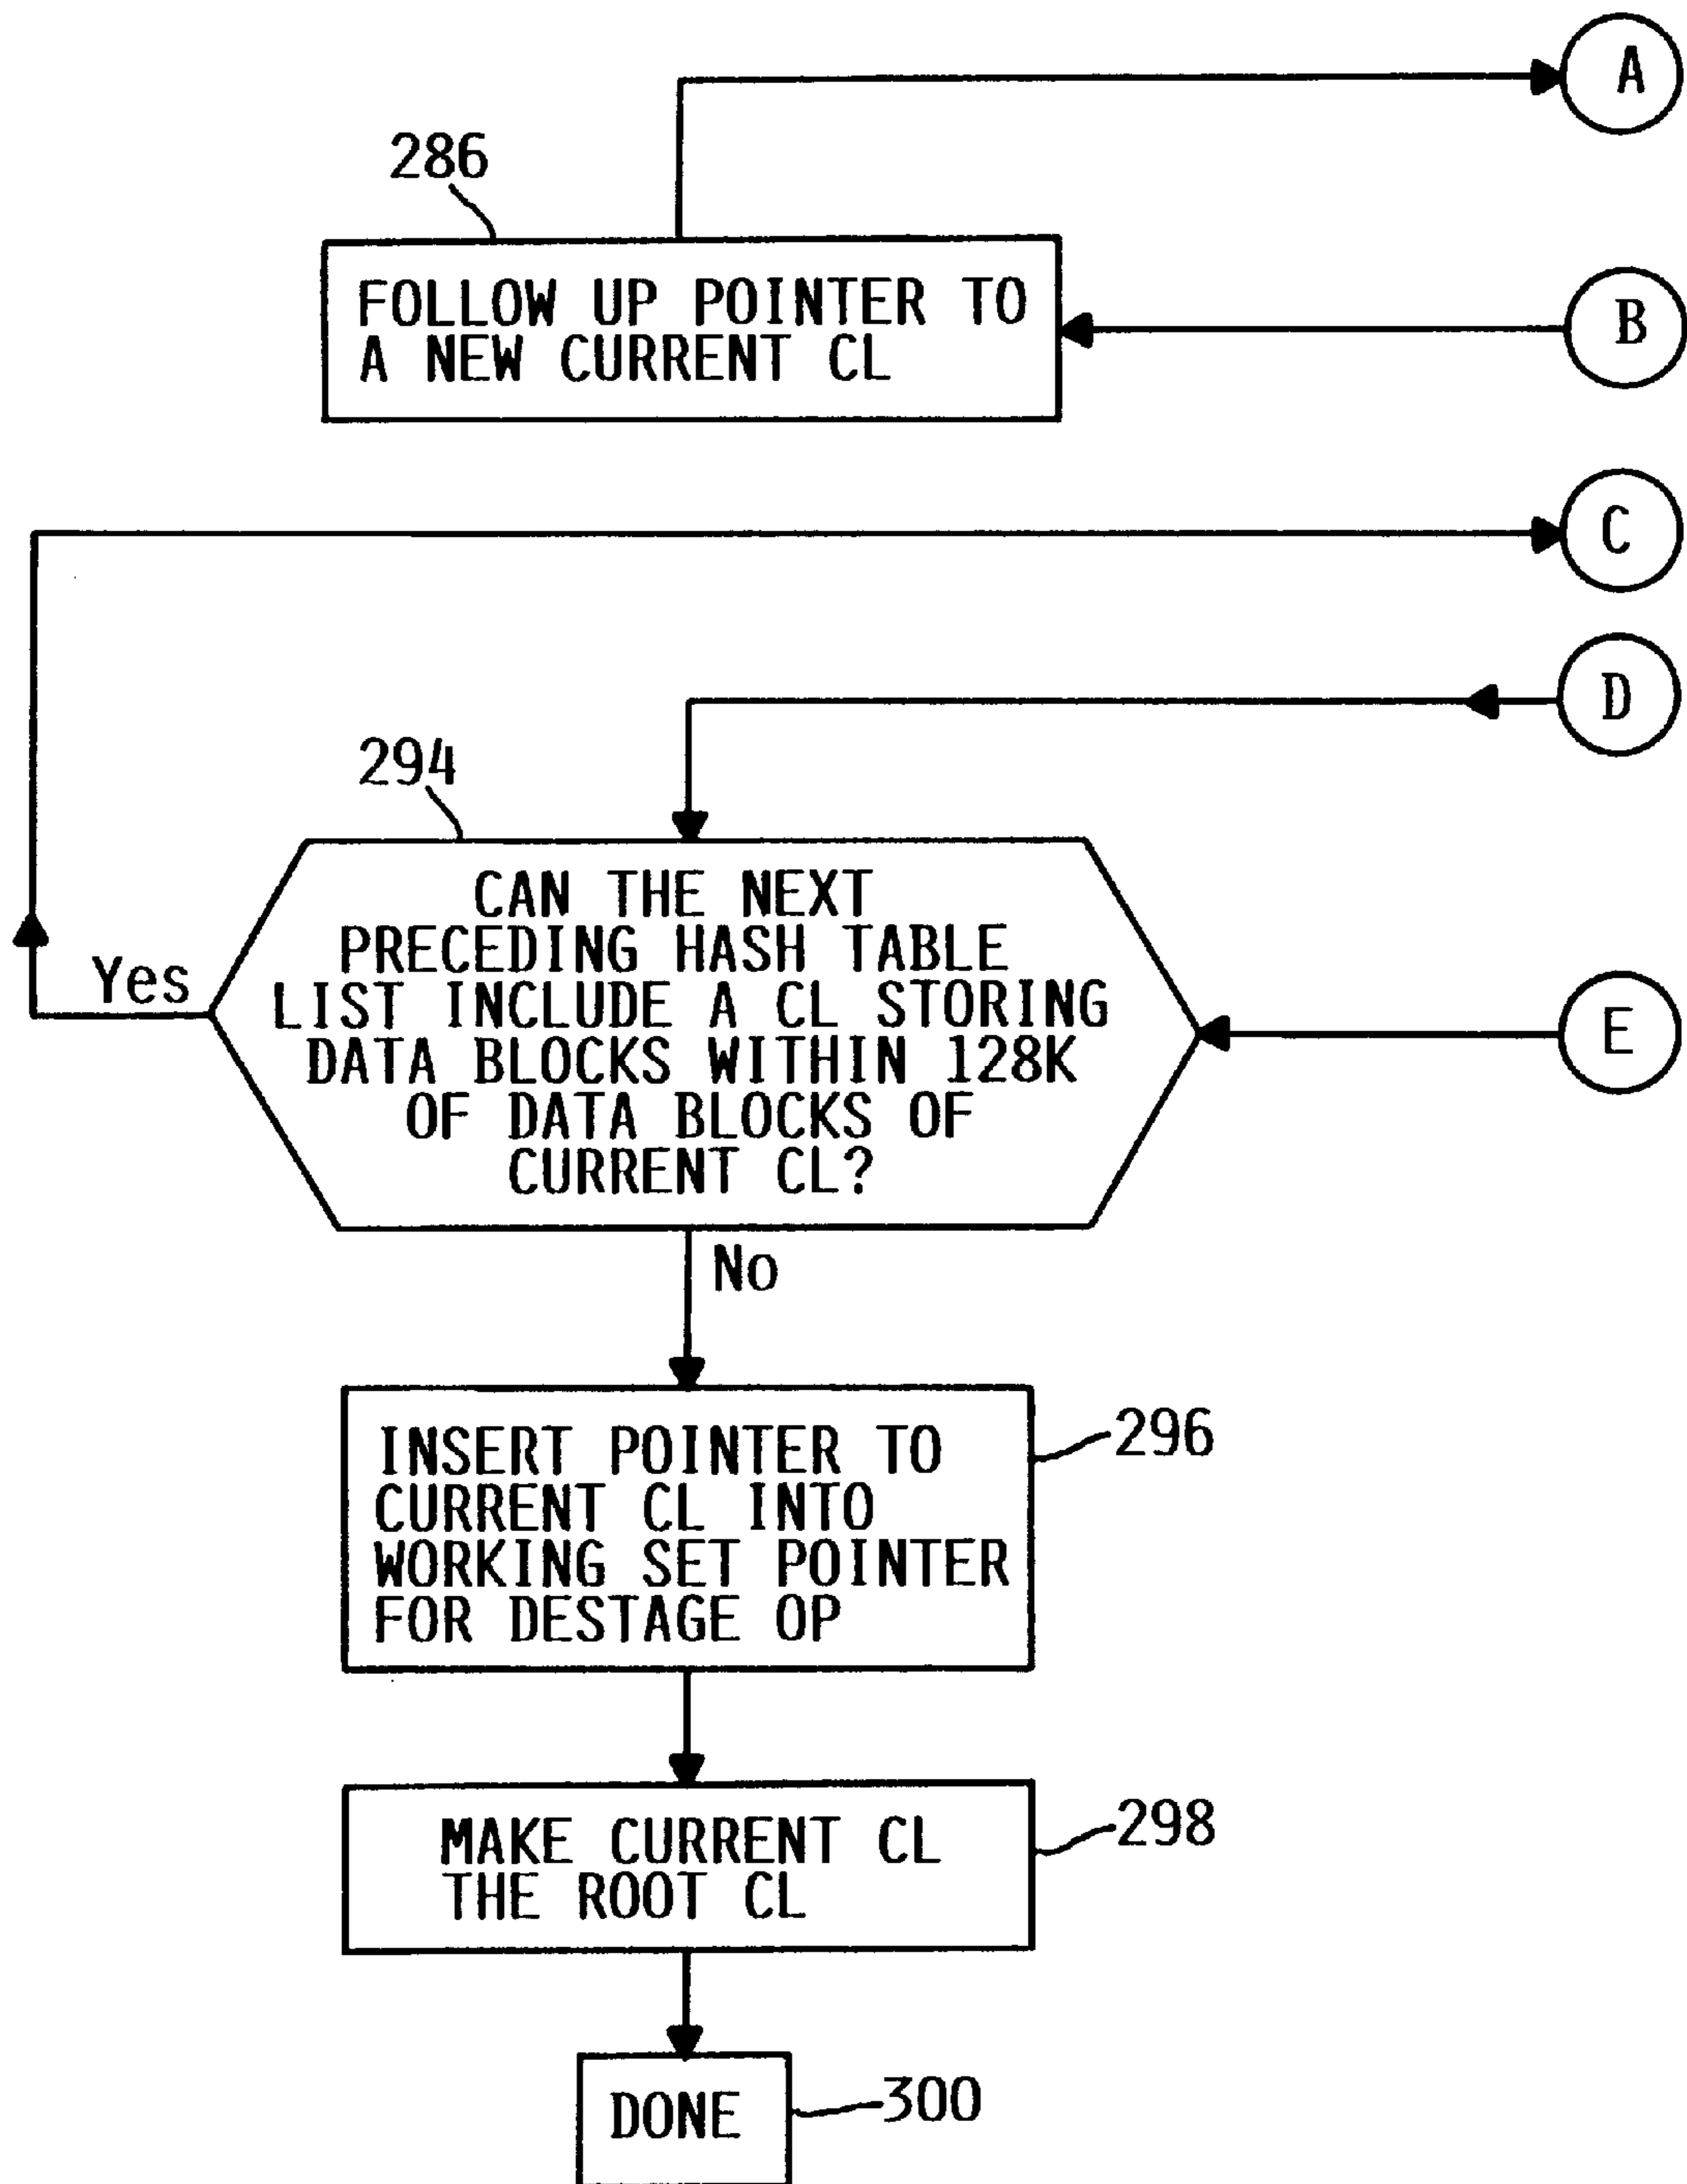 A
286
FOLLOW UP POINTER TO
A NEW CURRENT CL
B
C
D
294
CAN THE NEXT
PRECEDING HASH TABLE
LIST INCLUDE A CL STORING
DATA BLOCKS WITHIN 128K
OF DATA BLOCKS OF
CURRENT CL?
Yes
E
No
INSERT POINTER TO
CURRENT CL INTO
WORKING SET POINTER
FOR DESTAGE OP
296
MAKE CURRENT CL
THE ROOT CL
298
DONE
300